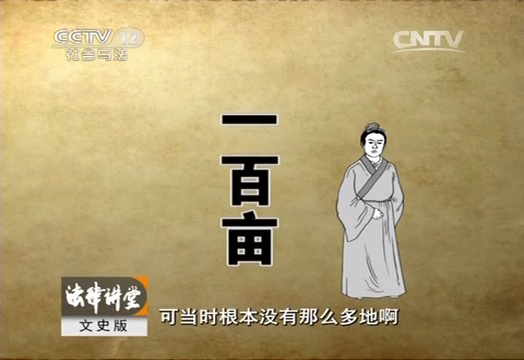 CCTV 12
社会与法
CNTV
一百亩
法律讲堂
文史版
可当时根本没有那么多地啊